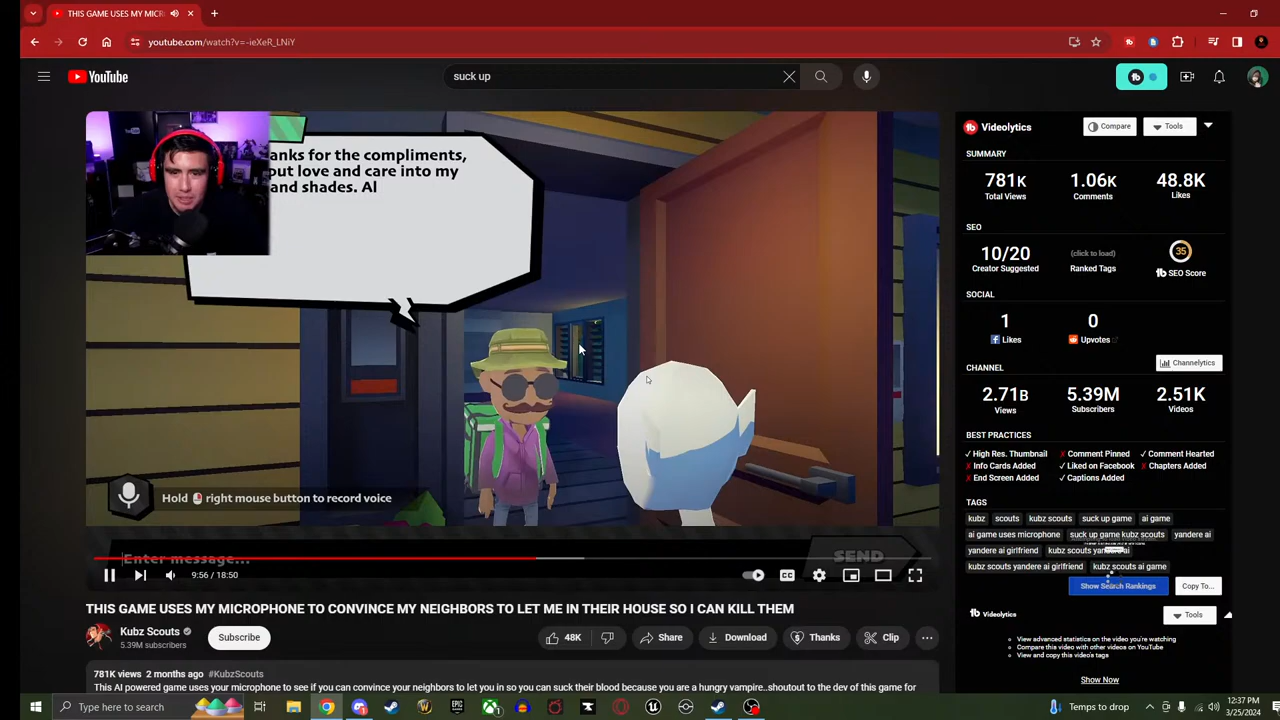 THIS GAME USES MY MICR
youtube.com/watch?v=-ieXeR_LNiY
YouTube
suck up
anks for the compliments,
put love and care into my
and shades. Al
Hold right mouse button to record voice
Enter message...
SEND
9:56 / 18:50
CC
THIS GAME USES MY MICROPHONE TO CONVINCE MY NEIGHBORS TO LET ME IN THEIR HOUSE SO I CAN KILL THEM
Kubz Scouts
5.39M subscribers
Subscribe
48K
Share
Download
Thanks
Clip
781K views 2 months ago #KubzScouts
This AI powered game uses your microphone to see if you can convince your neighbors to let you in so you can suck their blood because you are a hungry vampire..shoutout to the dev of this game for
tb Videolytics
Compare
Tools
SUMMARY
781K 1.06K 48.8K
Total Views Comments Likes
SEO
10/20 (click to load) 35
Creator Suggested Ranked Tags tb SEO Score
SOCIAL
1 0
Likes Upvotes
CHANNEL
Channelytics
2.71B 5.39M 2.51K
Views Subscribers Videos
BEST PRACTICES
✓ High Res. Thumbnail ✗ Comment Pinned ✓ Comment Hearted
✗ Info Cards Added ✓ Liked on Facebook ✗ Chapters Added
✗ End Screen Added ✓ Captions Added
TAGS
kubz scouts kubz scouts suck up game ai game
ai game uses microphone suck up game kubz scouts yandere ai
yandere ai girlfriend kubz scouts yandere ai
kubz scouts yandere ai girlfriend kubz scouts ai game
Show Search Rankings
Copy To...
Videolytics
Tools
View advanced statistics on the video you're watching
Compare this video with other videos on YouTube
View and copy this video's tags
Show Now
Type here to search
Temps to drop
12:37 PM
3/25/2024